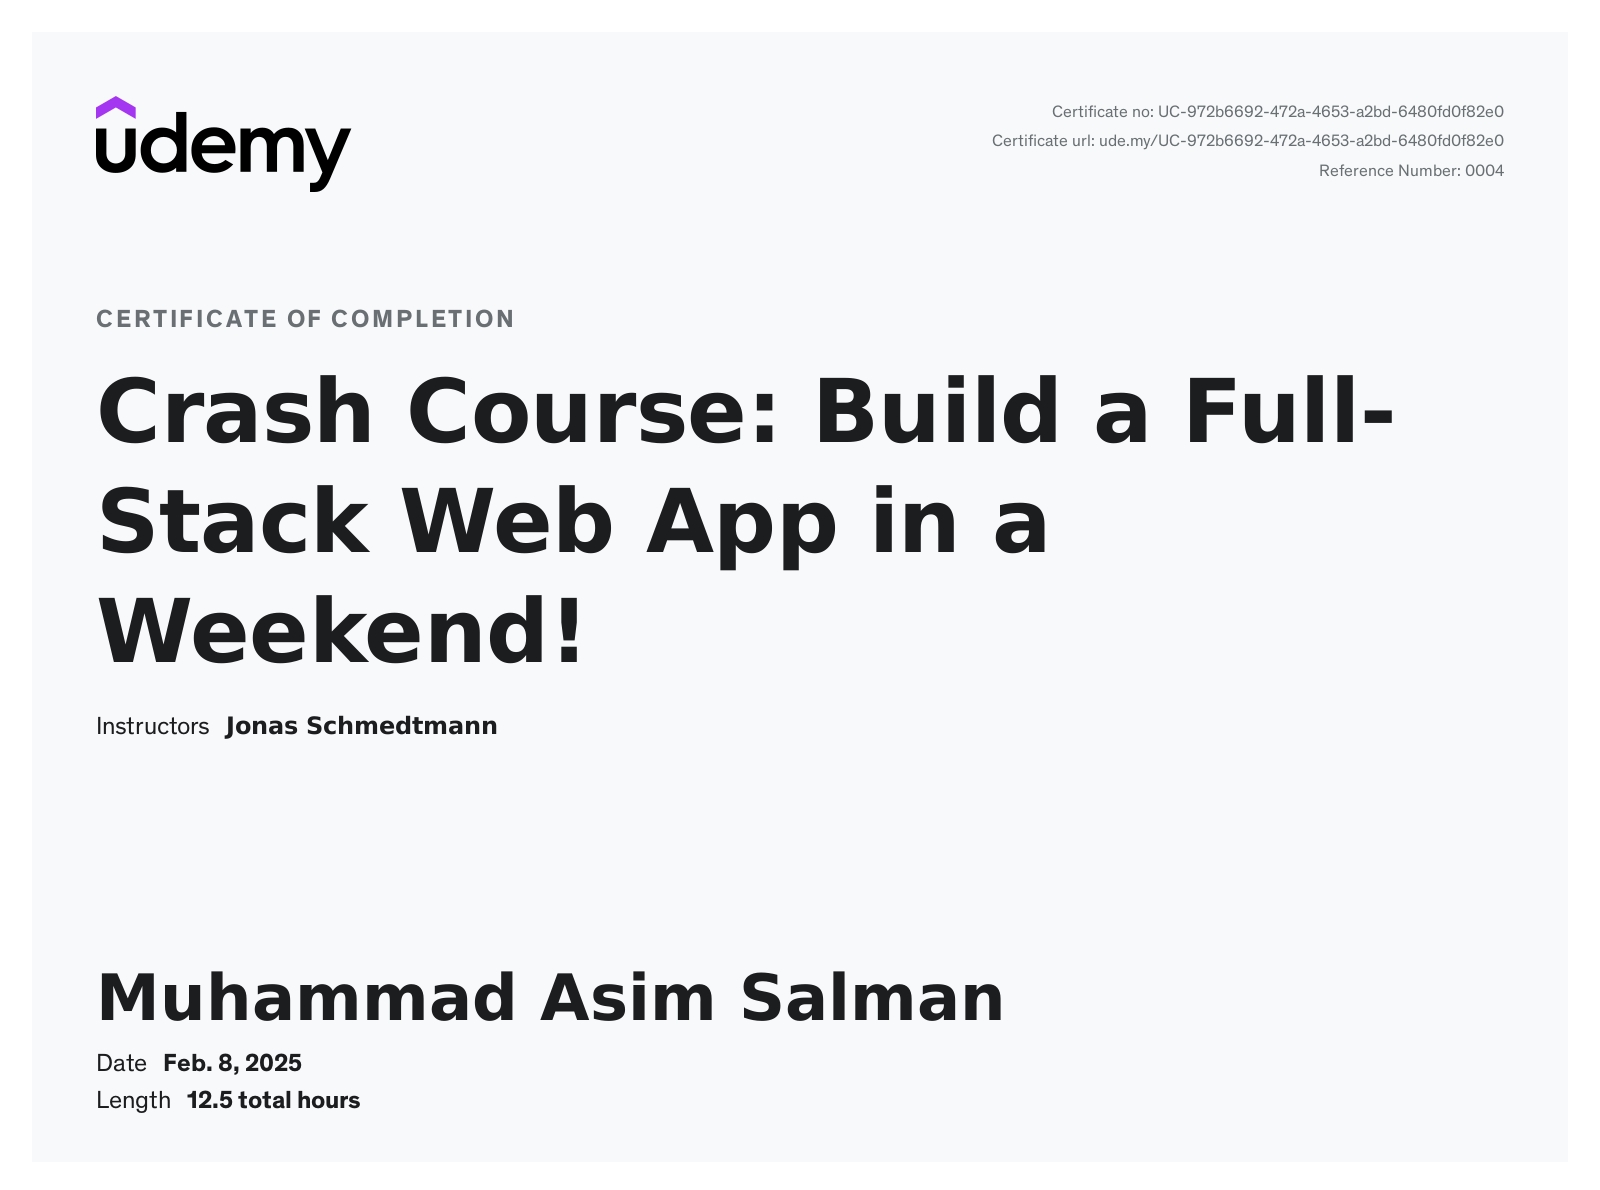 udemy
Certificate no: UC-972b6692-472a-4653-a2bd-6480fd0f82e0
Certificate url: ude.my/UC-972b6692-472a-4653-a2bd-6480fd0f82e0
Reference Number: 0004
CERTIFICATE OF COMPLETION
Crash Course: Build a Full-
Stack Web App in a
Weekend!
Instructors Jonas Schmedtmann
Muhammad Asim Salman
Date Feb. 8, 2025
Length 12.5 total hours